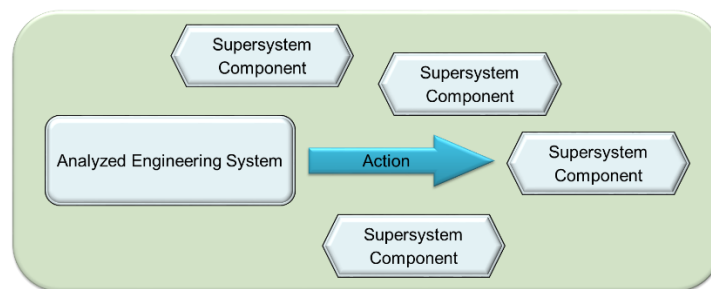 Supersystem
Component
Supersystem
Component
Analyzed Engineering System
Action
Supersystem
Component
Supersystem
Component